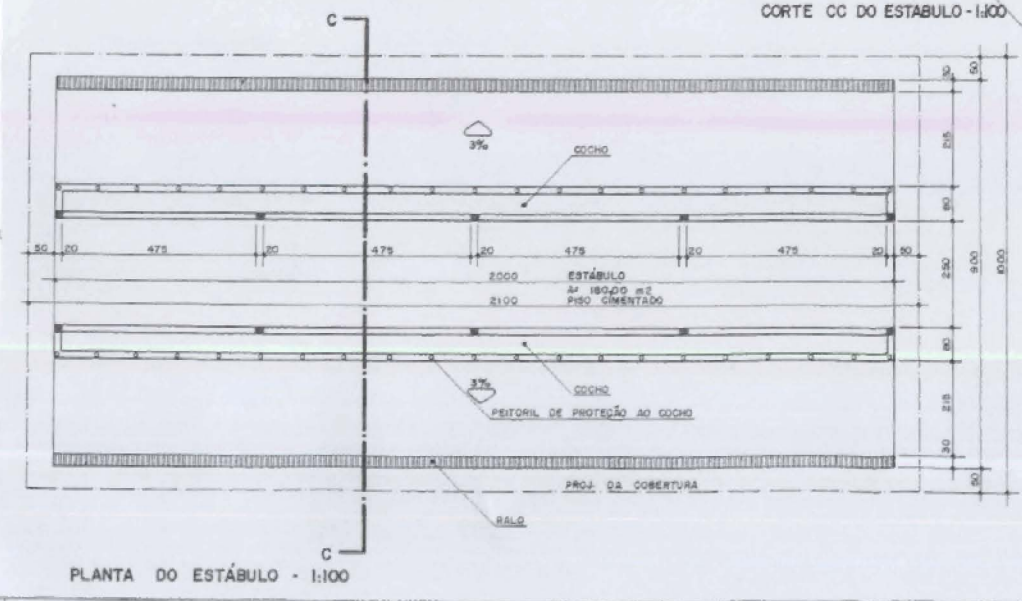 CORTE CC DO ESTABULO - 1:100
C
50
30
3%
215
COCHO
80
50 20 475 20 475 20 475 20 475 20 50
250
900
1000
2000 ESTÁBULO
A= 180,00 m2
2100 PISO CIMENTADO
80
3%
COCHO
PEITORIL DE PROTEÇÃO AO COCHO
215
30
PROJ. DA COBERTURA
50
RALO
C
PLANTA DO ESTÁBULO - 1:100